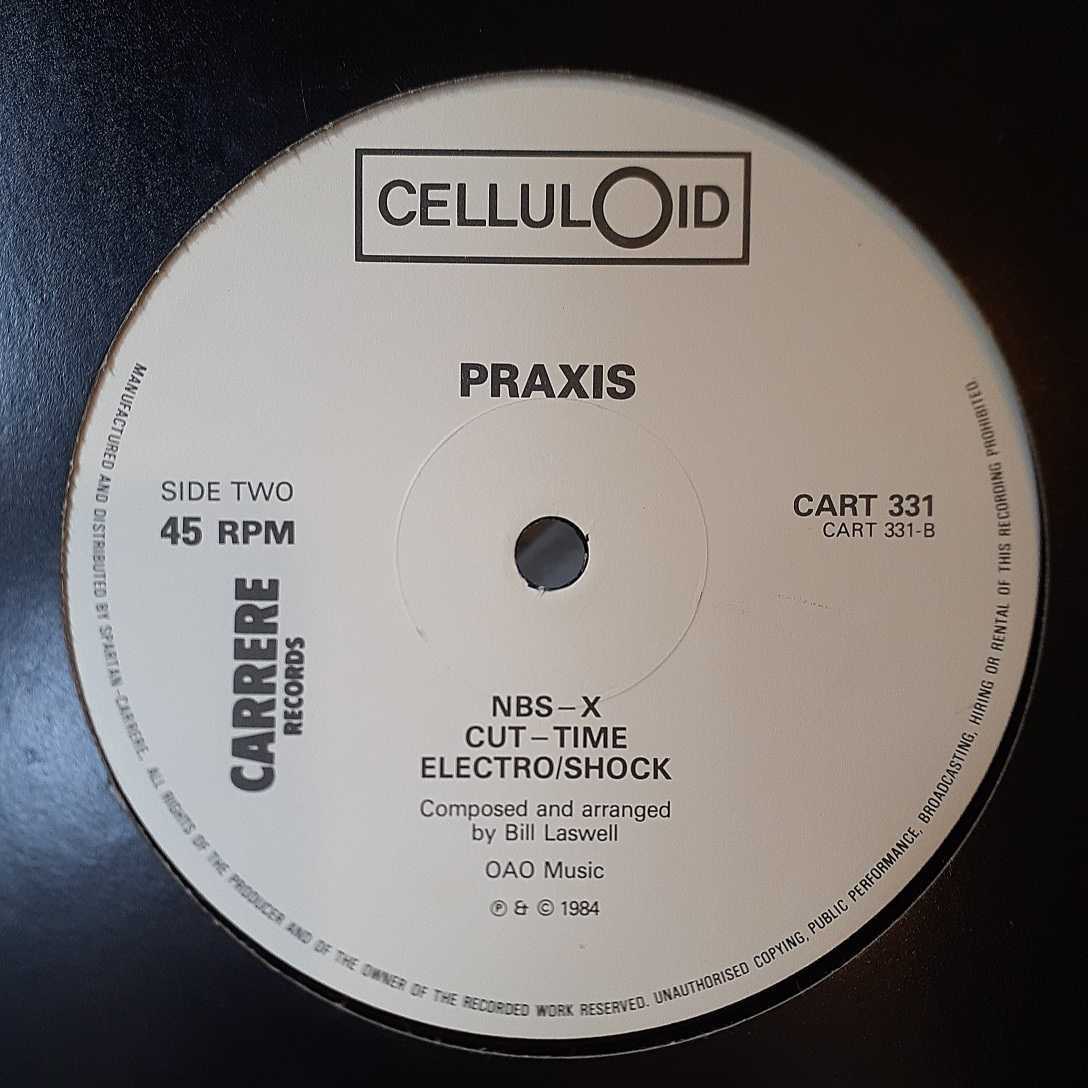 CELLULOID
PRAXIS
SIDE TWO
45 RPM
CART 331
CART 331-B
CARRERE
RECORDS
NBS–X
CUT–TIME
ELECTRO/SHOCK
Composed and arranged
by Bill Laswell
OAO Music
℗ & © 1984
MANUFACTURED AND DISTRIBUTED BY SPARTAN-CARRERE. ALL RIGHTS OF THE PRODUCER AND OF THE OWNER OF THE RECORDED WORK RESERVED. UNAUTHORISED COPYING, PUBLIC PERFORMANCE, BROADCASTING, HIRING OR RENTAL OF THIS RECORDING PROHIBITED.